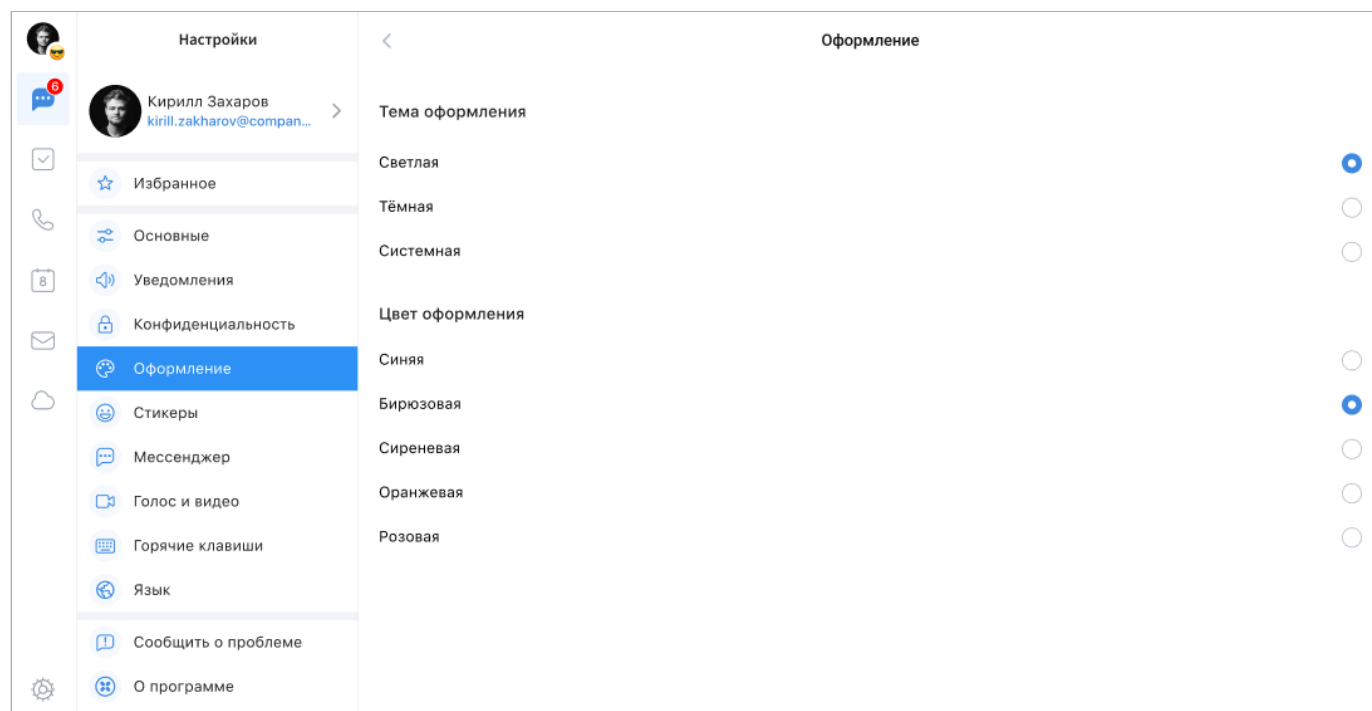 Настройки
Оформление
6
Кирилл Захаров
kirill.zakharov@compan...
Избранное
Основные
8
Уведомления
Конфиденциальность
Оформление
Стикеры
Мессенджер
Голос и видео
Горячие клавиши
Язык
Сообщить о проблеме
О программе
Тема оформления
Светлая
Тёмная
Системная
Цвет оформления
Синяя
Бирюзовая
Сиреневая
Оранжевая
Розовая